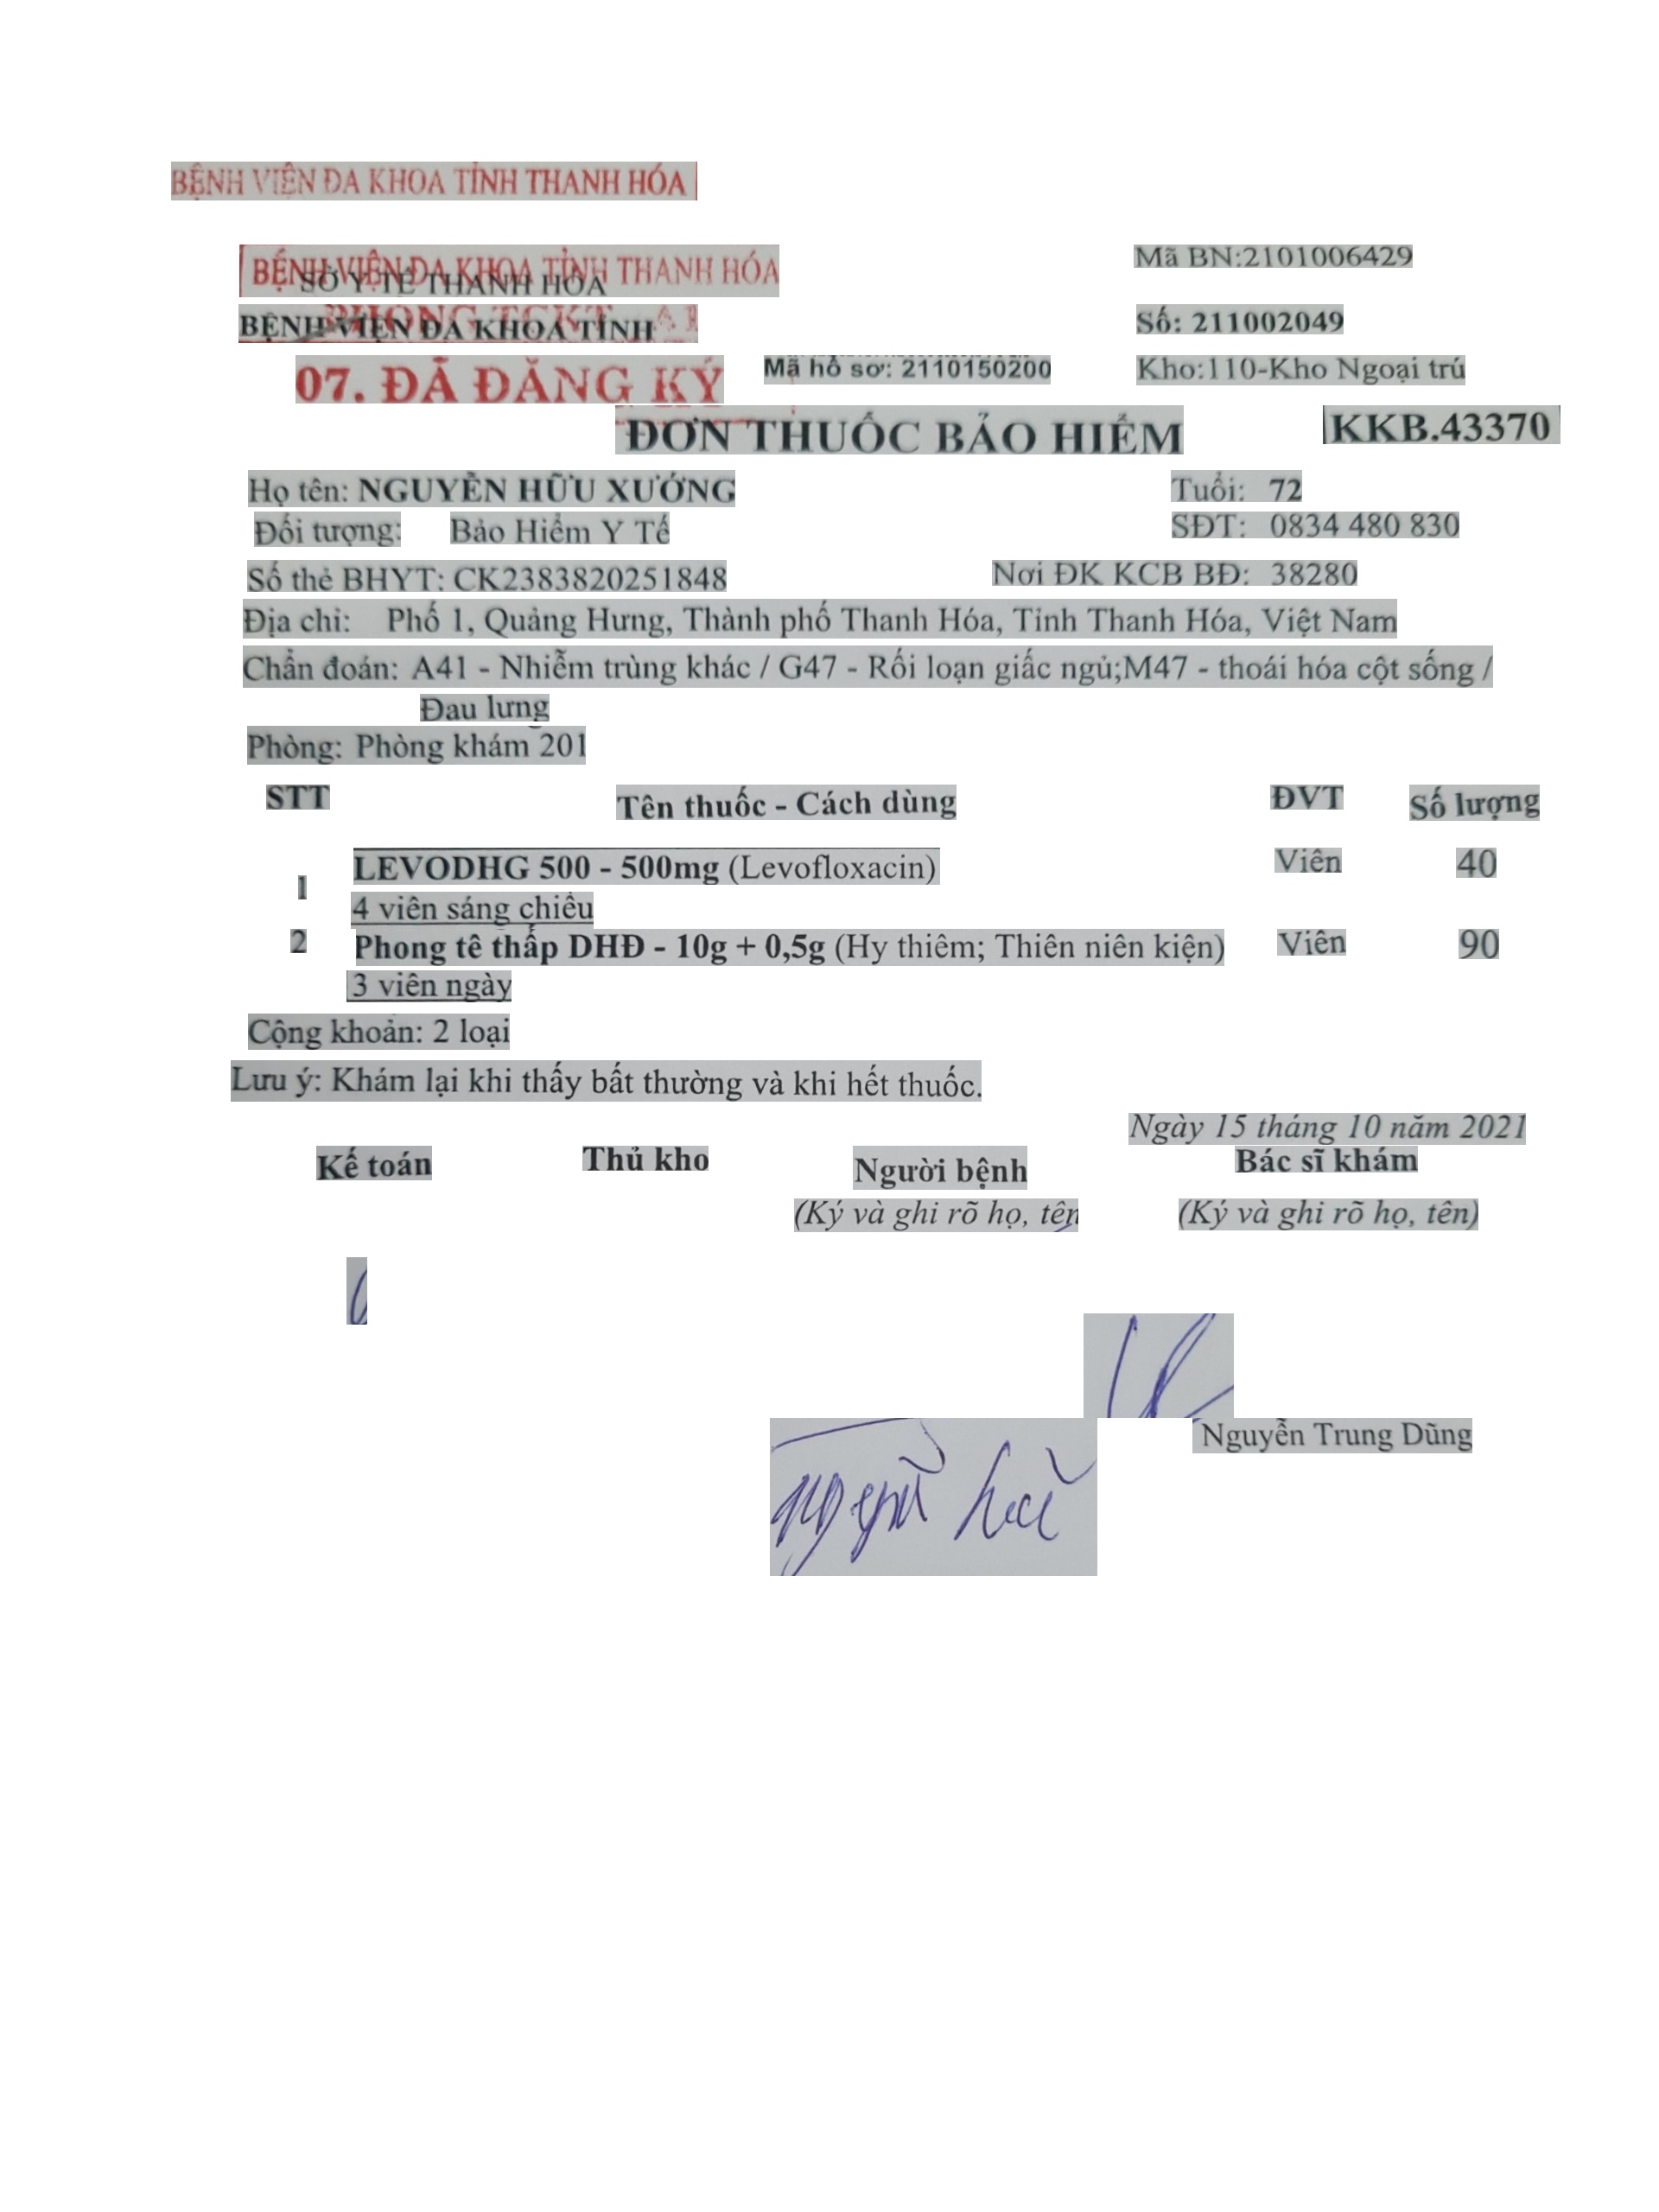 BỆNH VIỆN ĐA KHOA TỈNH THANH HÓA
BỆNH VIỆN ĐA KHOA TỈNH THANH HÓA
SỞ Y TẾ THANH HÓA
Mã BN:2101006429
BỆNH VIỆN ĐA KHOA TỈNH
Số: 211002049
07. ĐÃ ĐĂNG KÝ
Mã hồ sơ: 2110150200
Kho:110-Kho Ngoại trú
ĐƠN THUỐC BẢO HIỂM
KKB.43370
Họ tên: NGUYỄN HỮU XƯỚNG
Tuổi: 72
Đối tượng: Bảo Hiểm Y Tế
SĐT: 0834 480 830
Số thẻ BHYT: CK2383820251848
Nơi ĐK KCB BĐ: 38280
Địa chỉ: Phố 1, Quảng Hưng, Thành phố Thanh Hóa, Tỉnh Thanh Hóa, Việt Nam
Chẩn đoán: A41 - Nhiễm trùng khác / G47 - Rối loạn giấc ngủ;M47 - thoái hóa cột sống /
Đau lưng
Phòng: Phòng khám 201
STT Tên thuốc - Cách dùng ĐVT Số lượng
1 LEVODHG 500 - 500mg (Levofloxacin) Viên 40
4 viên sáng chiều
2 Phong tê thấp DHĐ - 10g + 0,5g (Hy thiêm; Thiên niên kiện) Viên 90
3 viên ngày
Cộng khoản: 2 loại
Lưu ý: Khám lại khi thấy bất thường và khi hết thuốc.
Ngày 15 tháng 10 năm 2021
Kế toán Thủ kho Người bệnh Bác sĩ khám
(Ký và ghi rõ họ, tên (Ký và ghi rõ họ, tên)
Nguyễn Trung Dũng